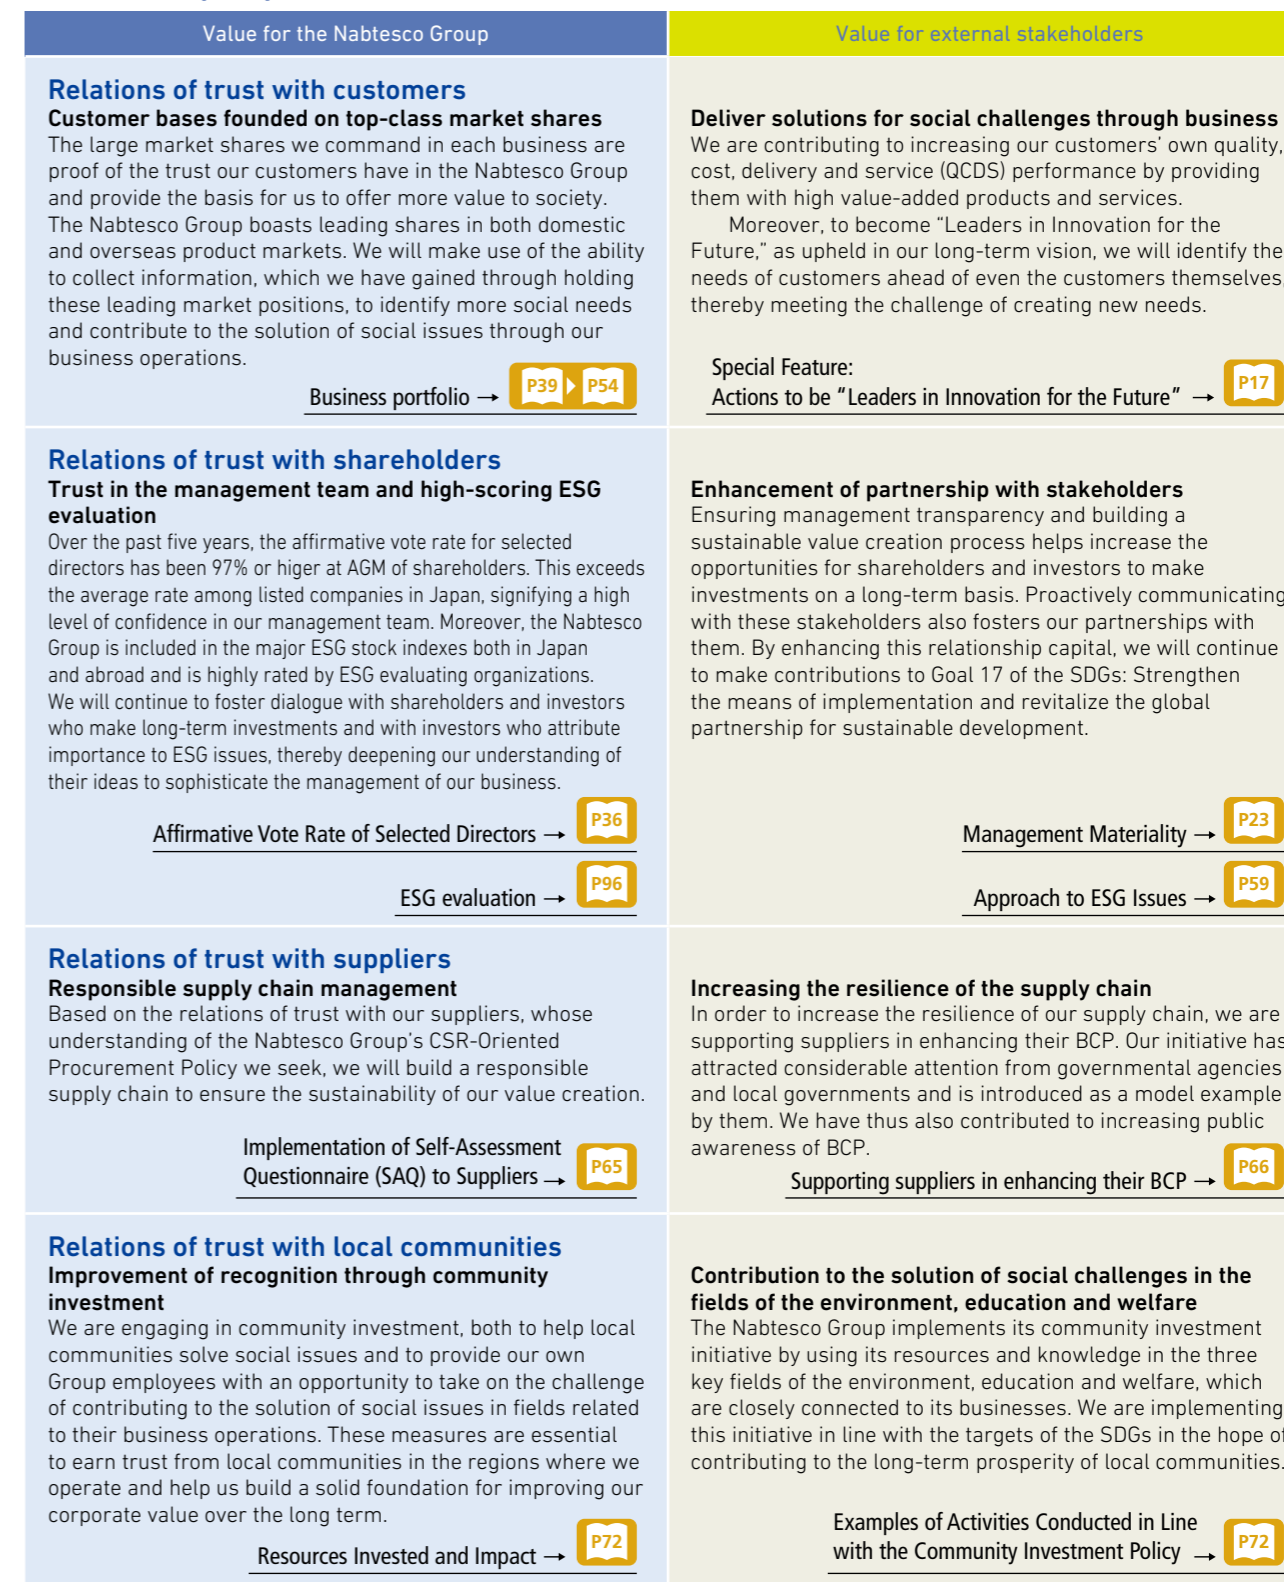 Value for the Nabtesco Group
Value for external stakeholders
Relations of trust with customers
Customer bases founded on top-class market shares
The large market shares we command in each business are
proof of the trust our customers have in the Nabtesco Group
and provide the basis for us to offer more value to society.
The Nabtesco Group boasts leading shares in both domestic
and overseas product markets. We will make use of the ability
to collect information, which we have gained through holding
these leading market positions, to identify more social needs
and contribute to the solution of social issues through our
business operations.
Business portfolio → P39 P54
Deliver solutions for social challenges through business
We are contributing to increasing our customers' own quality,
cost, delivery and service (QCDS) performance by providing
them with high value-added products and services.
Moreover, to become “Leaders in Innovation for the
Future,” as upheld in our long-term vision, we will identify the
needs of customers ahead of even the customers themselves,
thereby meeting the challenge of creating new needs.
Special Feature:
Actions to be “Leaders in Innovation for the Future” → P17
Relations of trust with shareholders
Trust in the management team and high-scoring ESG
evaluation
Over the past five years, the affirmative vote rate for selected
directors has been 97% or higer at AGM of shareholders. This exceeds
the average rate among listed companies in Japan, signifying a high
level of confidence in our management team. Moreover, the Nabtesco
Group is included in the major ESG stock indexes both in Japan
and abroad and is highly rated by ESG evaluating organizations.
We will continue to foster dialogue with shareholders and investors
who make long-term investments and with investors who attribute
importance to ESG issues, thereby deepening our understanding of
their ideas to sophisticate the management of our business.
Affirmative Vote Rate of Selected Directors → P36
ESG evaluation → P96
Enhancement of partnership with stakeholders
Ensuring management transparency and building a
sustainable value creation process helps increase the
opportunities for shareholders and investors to make
investments on a long-term basis. Proactively communicating
with these stakeholders also fosters our partnerships with
them. By enhancing this relationship capital, we will continue
to make contributions to Goal 17 of the SDGs: Strengthen
the means of implementation and revitalize the global
partnership for sustainable development.
Management Materiality → P23
Approach to ESG Issues → P59
Relations of trust with suppliers
Responsible supply chain management
Based on the relations of trust with our suppliers, whose
understanding of the Nabtesco Group's CSR-Oriented
Procurement Policy we seek, we will build a responsible
supply chain to ensure the sustainability of our value creation.
Implementation of Self-Assessment
Questionnaire (SAQ) to Suppliers → P65
Increasing the resilience of the supply chain
In order to increase the resilience of our supply chain, we are
supporting suppliers in enhancing their BCP. Our initiative has
attracted considerable attention from governmental agencies
and local governments and is introduced as a model example
by them. We have thus also contributed to increasing public
awareness of BCP.
Supporting suppliers in enhancing their BCP → P66
Relations of trust with local communities
Improvement of recognition through community
investment
We are engaging in community investment, both to help local
communities solve social issues and to provide our own
Group employees with an opportunity to take on the challenge
of contributing to the solution of social issues in fields related
to their business operations. These measures are essential
to earn trust from local communities in the regions where we
operate and help us build a solid foundation for improving our
corporate value over the long term.
Resources Invested and Impact → P72
Contribution to the solution of social challenges in the
fields of the environment, education and welfare
The Nabtesco Group implements its community investment
initiative by using its resources and knowledge in the three
key fields of the environment, education and welfare, which
are closely connected to its businesses. We are implementing
this initiative in line with the targets of the SDGs in the hope of
contributing to the long-term prosperity of local communities.
Examples of Activities Conducted in Line
with the Community Investment Policy → P72